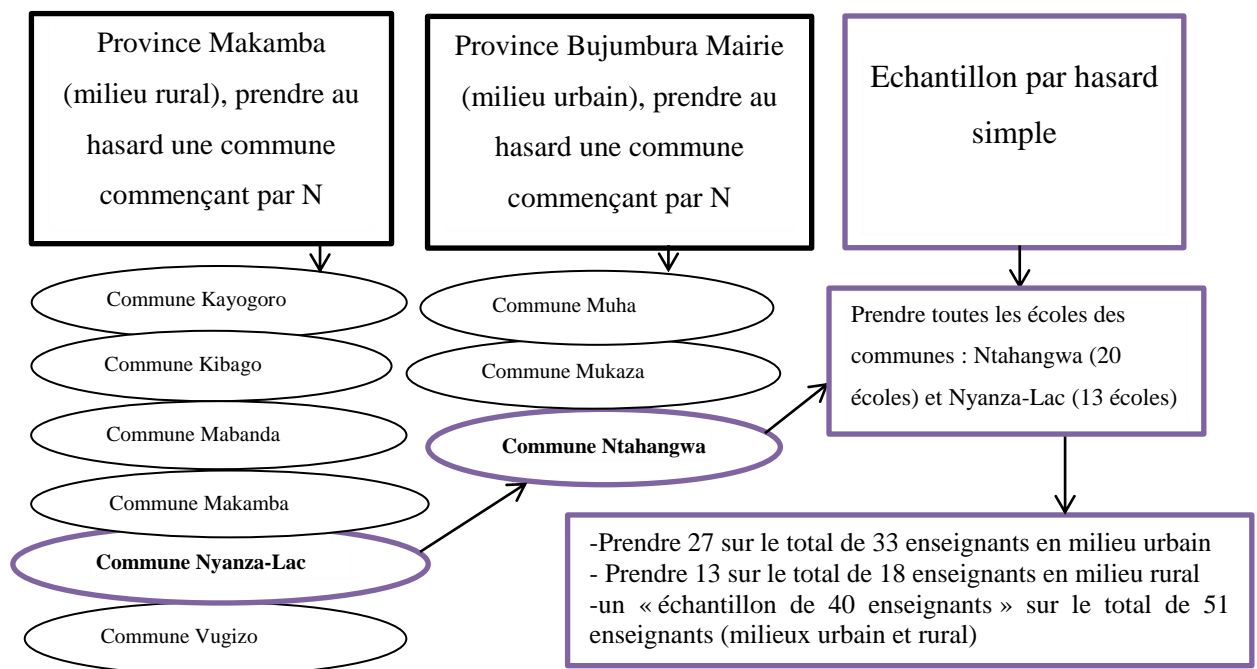 Province Makamba
(milieu rural), prendre au
hasard une commune
commençant par N
Province Bujumbura Mairie
(milieu urbain), prendre au
hasard une commune
commençant par N
Echantillon par hasard
simple
Commune Kayogoro
Commune Kibago
Commune Mabanda
Commune Makamba
Commune Nyanza-Lac
Commune Vugizo
Commune Muha
Commune Mukaza
Commune Ntahangwa
Prendre toutes les écoles des
communes : Ntahangwa (20
écoles) et Nyanza-Lac (13 écoles)
-Prendre 27 sur le total de 33 enseignants en milieu urbain
- Prendre 13 sur le total de 18 enseignants en milieu rural
-un « échantillon de 40 enseignants » sur le total de 51
enseignants (milieux urbain et rural)